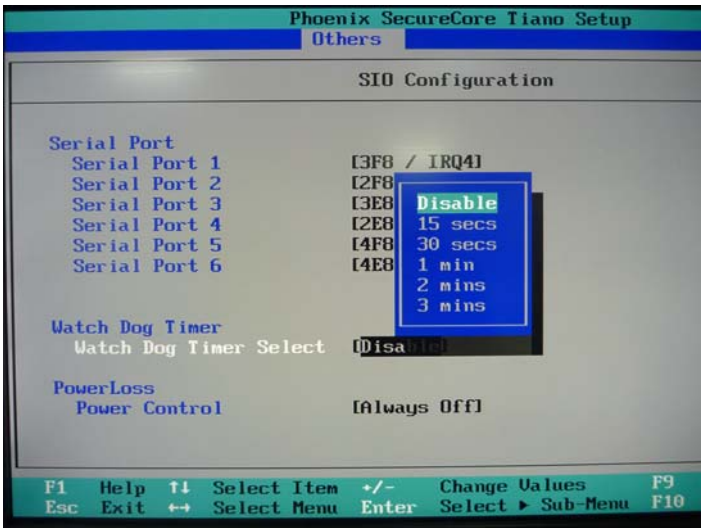 Phoenix SecureCore Tiano Setup
Others
SIO Configuration
Serial Port
Serial Port 1 [3F8 / IRQ4]
Serial Port 2 [2F8
Serial Port 3 [3E8
Serial Port 4 [2E8
Serial Port 5 [4F8
Serial Port 6 [4E8
Disable
15 secs
30 secs
1 min
2 mins
3 mins
Watch Dog Timer
Watch Dog Timer Select [Disable]
PowerLoss
Power Control [Always Off]
F1 Help ↑↓ Select Item +/- Change Values F9
Esc Exit ↔ Select Menu Enter Select ▶ Sub-Menu F10